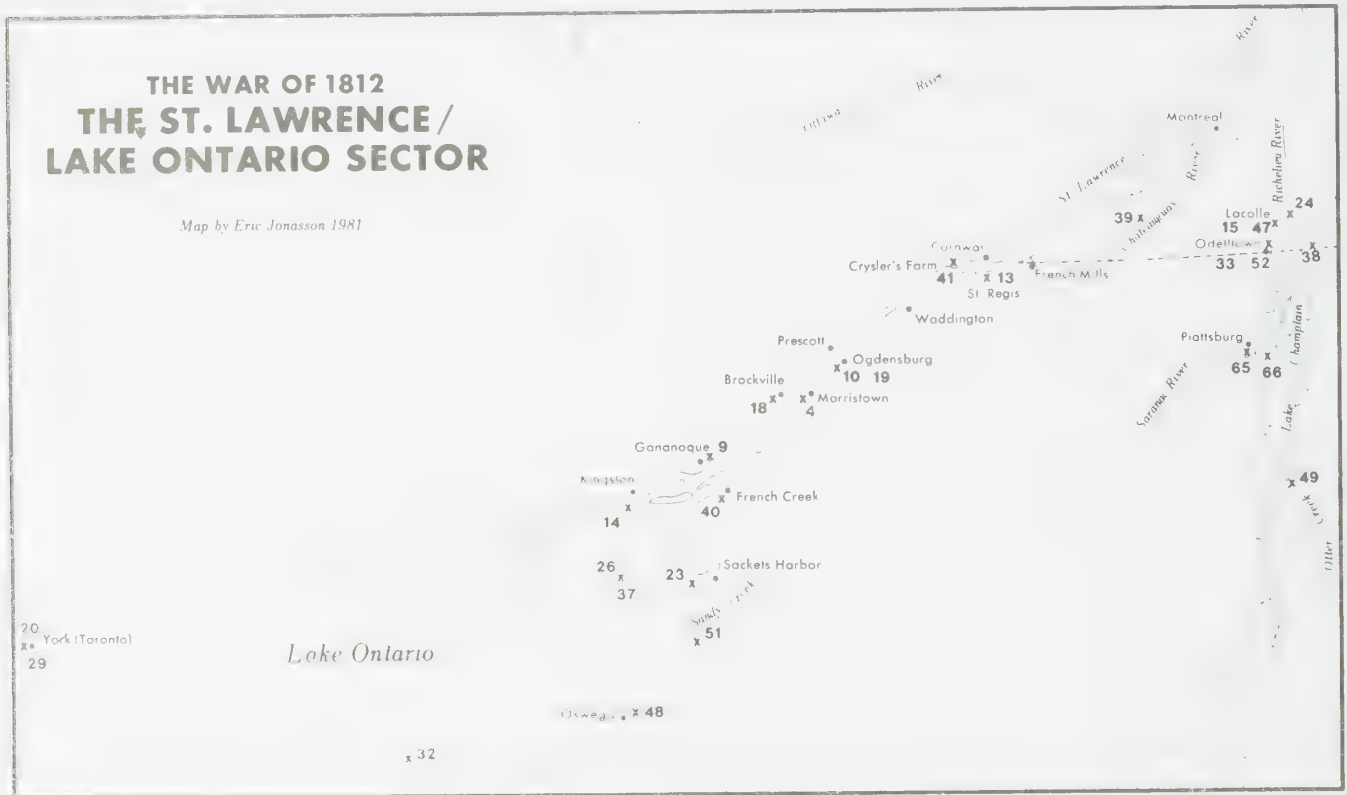 THE WAR OF 1812
THE ST. LAWRENCE/
LAKE ONTARIO SECTOR
Map by Eric Jonasson 1981
River
River
Ottawa
Montreal
Richelieu River
St. Lawrence
River
24
39 x
Lacolle
15 47 x
x
Odelltown x
33 52
x
38
Cornwall
Crysler's Farm x
41
x 13
French Mills
St Regis
Waddington
Prescott
Ogdensburg
x 10 19
Brockville
18 x
x
Morristown
4
Plattsburg
x
65
x
66
Saranac River
Lake Champlain
Gananoque 9
x
Kingston
x
14
French Creek
x
40
x 49
Otter Creek
26
x
37
Sackets Harbor
23 x
Sandy Creek
x 51
20
x York (Toronto)
29
Lake Ontario
x 48
x 32